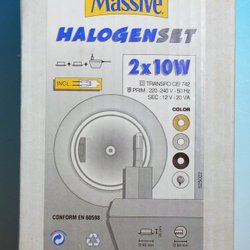 Massive
HALOGENSET
2x10W
INCL.
TRANSFO CEI 742
PRIM : 220 -240 V - 50 Hz
SEC : 12 V - 20 VA
COLOR
CONFORM EN 60598